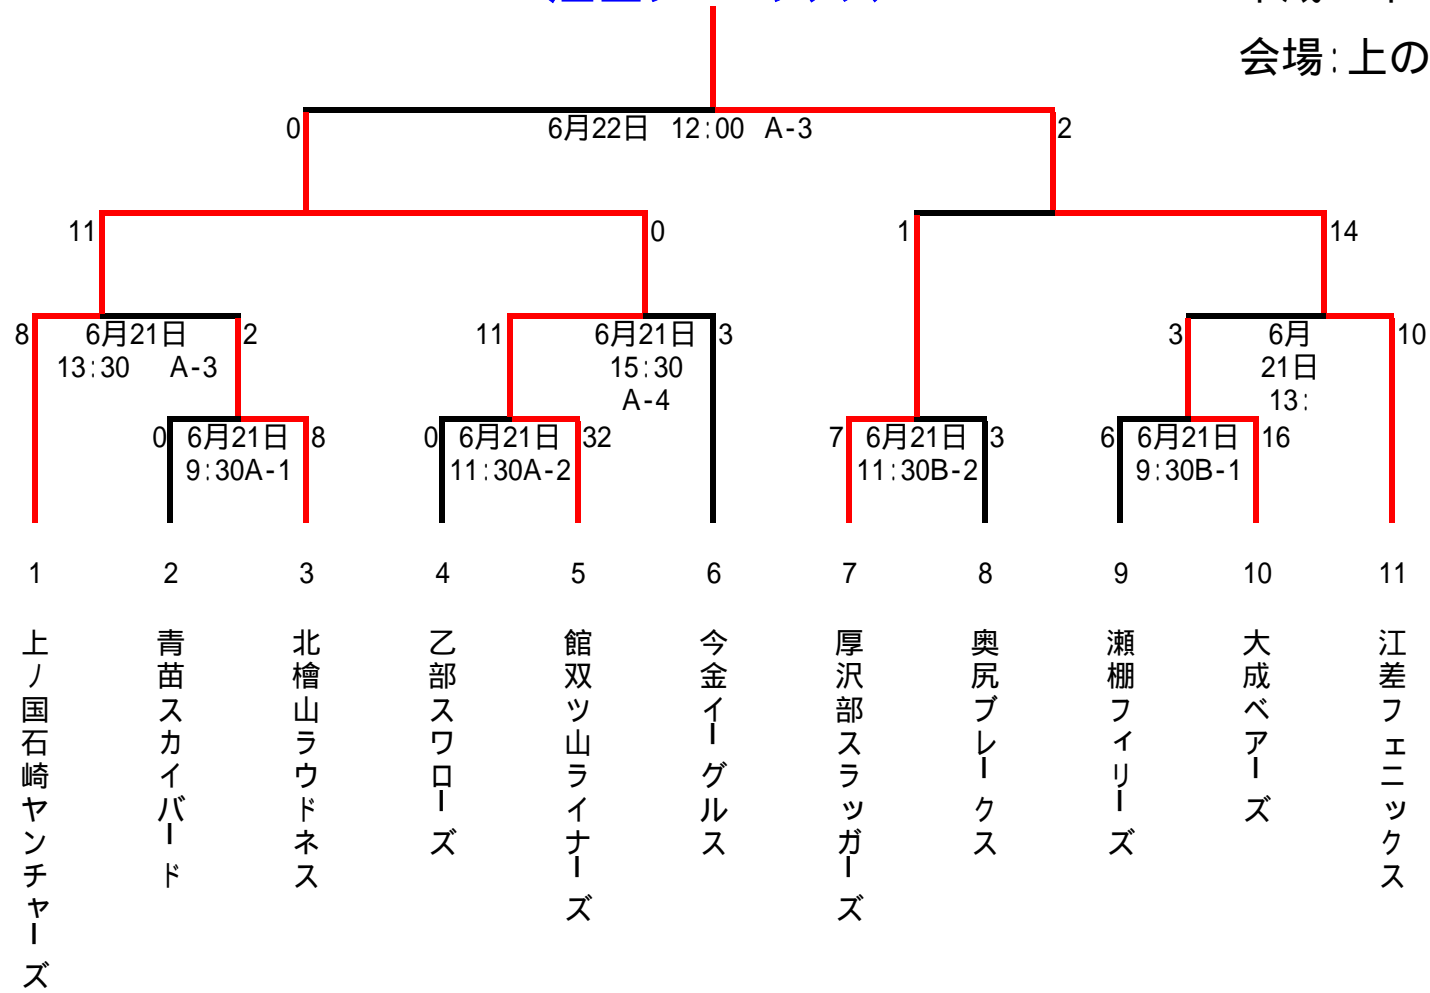 会場:上の
0
6月22日 12:00 A-3
2
11
0
1
14
8
6月21日
13:30 A-3
2
11
6月21日
15:30
A-4
3
3
6月
21日
13:
10
0
6月21日
9:30A-1
8
0
6月21日
11:30A-2
32
7
6月21日
11:30B-2
3
6
6月21日
9:30B-1
16
1
2
3
4
5
6
7
8
9
10
11
上ノ国石崎ヤンチャーズ
青苗スカイバード
北檜山ラウドネス
乙部スワローズ
館双ツ山ライナーズ
今金イーグルス
厚沢部スラッガーズ
奥尻ブレークス
瀬棚フィリーズ
大成ベアーズ
江差フェニックス